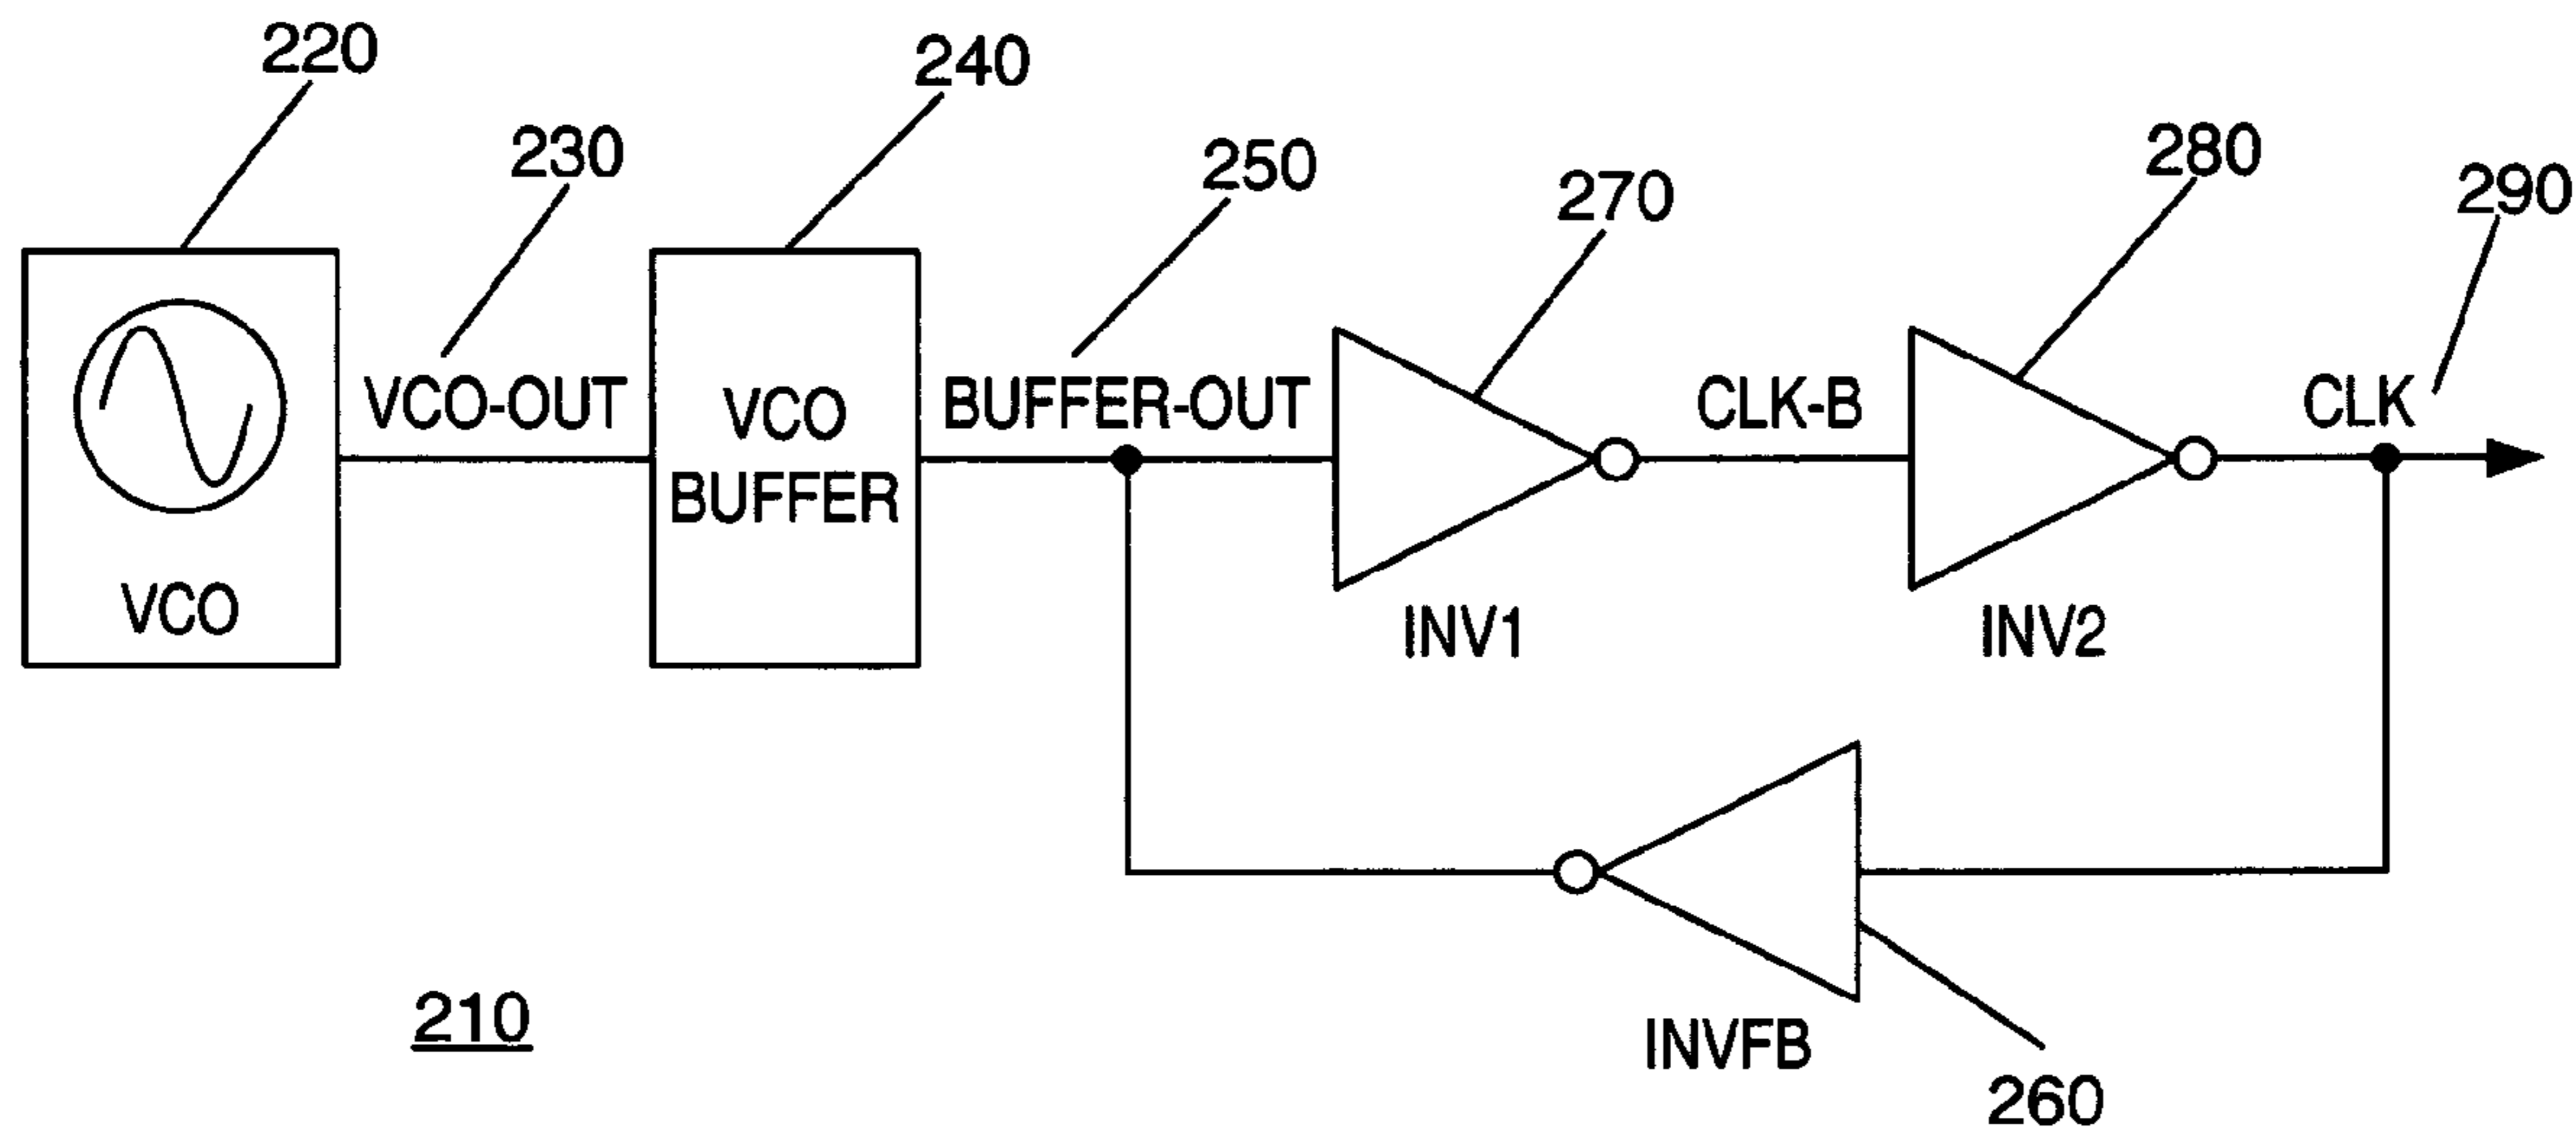 220
230
240
250
270
280
290
VCO-OUT
VCO
BUFFER
BUFFER-OUT
CLK-B
CLK
VCO
INV1
INV2
INVFB
210
260